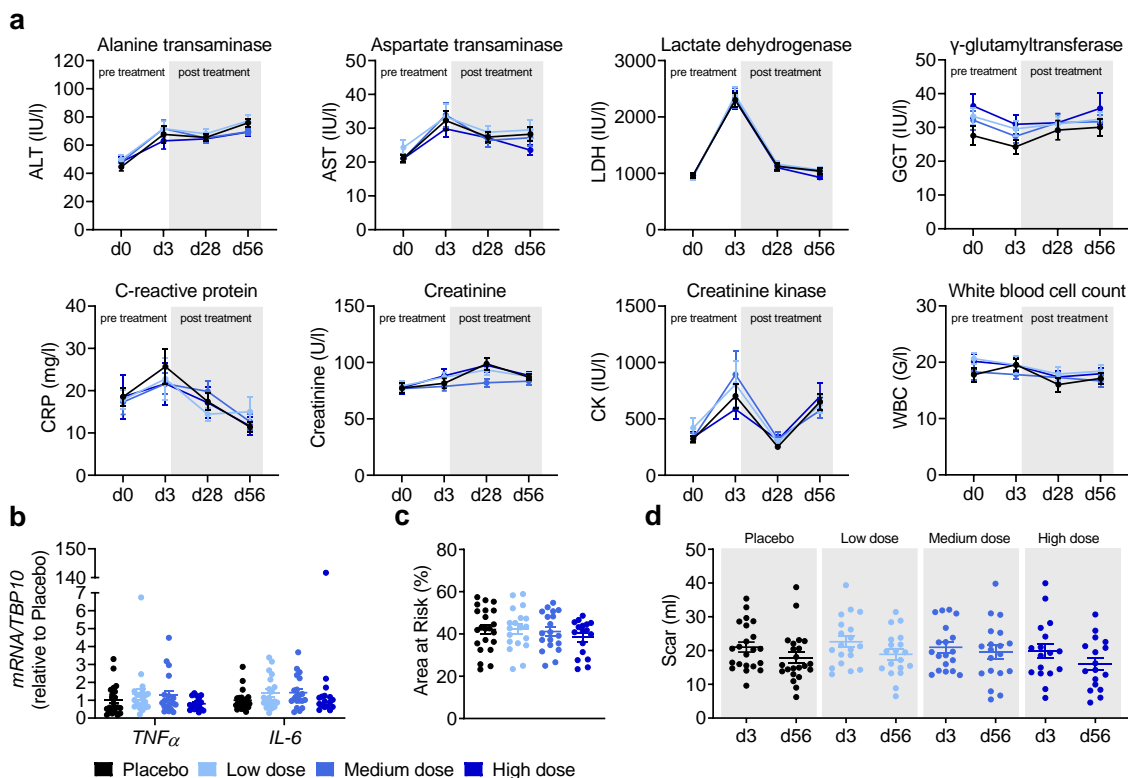 a
Alanine transaminase
pre treatment
post treatment
ALT (IU/l)
120
100
80
60
40
20
0
d0 d3 d28 d56
Aspartate transaminase
pre treatment
post treatment
AST (IU/l)
50
40
30
20
10
0
d0 d3 d28 d56
Lactate dehydrogenase
pre treatment
post treatment
LDH (IU/l)
3000
2000
1000
0
d0 d3 d28 d56
γ-glutamyltransferase
pre treatment
post treatment
GGT (IU/l)
50
40
30
20
10
0
d0 d3 d28 d56
C-reactive protein
pre treatment
post treatment
CRP (mg/l)
40
30
20
10
0
d0 d3 d28 d56
Creatinine
pre treatment
post treatment
Creatinine (U/l)
150
100
50
0
d0 d3 d28 d56
Creatinine kinase
pre treatment
post treatment
CK (IU/l)
1500
1000
500
0
d0 d3 d28 d56
White blood cell count
pre treatment
post treatment
WBC (G/l)
30
20
10
0
d0 d3 d28 d56
b
mRNA/TBP10
(relative to Placebo)
150
140
7
6
5
4
3
2
1
0
TNFα IL-6
c
Area at Risk (%)
80
60
40
20
0
d
Placebo Low dose Medium dose High dose
Scar (ml)
50
40
30
20
10
0
d3 d56 d3 d56 d3 d56 d3 d56
Placebo Low dose Medium dose High dose